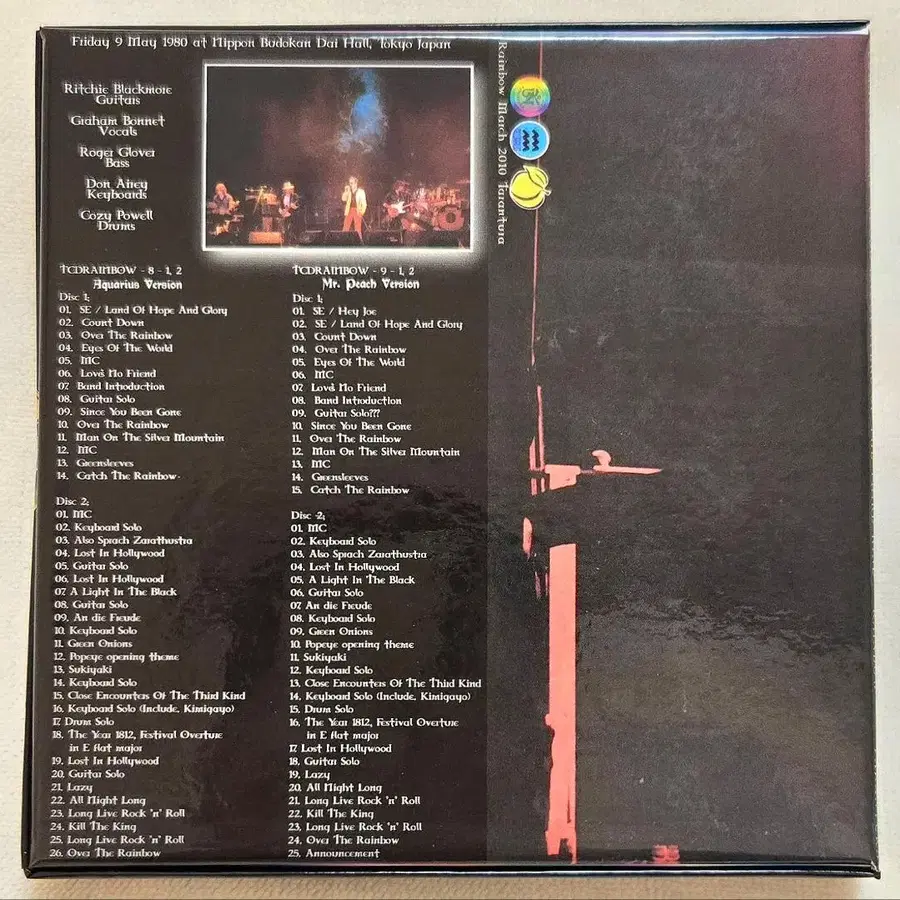 Friday 9 May 1980 at Nippon Budokan Dai Hall, Tokyo Japan
Ritchie Blackmore
Guitars
Graham Bonnet
Vocals
Roger Glover
Bass
Don Airey
Keyboards
Cozy Powell
Drums
TCDRAINBOW - 8 - 1, 2
Aquarius Version
Disc 1;
01. SE / Land Of Hope And Glory
02. Count Down
03. Over The Rainbow
04. Eyes Of The World
05. MC
06. Love's No Friend
07. Band Introduction
08. Guitar Solo
09. Since You Been Gone
10. Over The Rainbow
11. Man On The Silver Mountain
12. MC
13. Greensleeves
14. Catch The Rainbow
Disc 2;
01. MC
02. Keyboard Solo
03. Also Sprach Zarathustra
04. Lost In Hollywood
05. Guitar Solo
06. Lost In Hollywood
07. A Light In The Black
08. Guitar Solo
09. An die Freude
10. Keyboard Solo
11. Green Onions
12. Popeye opening theme
13. Sukiyaki
14. Keyboard Solo
15. Close Encounters Of The Third Kind
16. Keyboard Solo (Include, Kimigayo)
17. Drum Solo
18. The Year 1812, Festival Overture
in E flat major
19. Lost In Hollywood
20. Guitar Solo
21. Lazy
22. All Night Long
23. Long Live Rock 'n' Roll
24. Kill The King
25. Long Live Rock 'n' Roll
26. Over The Rainbow
TCDRAINBOW - 9 - 1, 2
Mr. Peach Version
Disc 1;
01. SE / Hey Joe
02. SE / Land Of Hope And Glory
03. Count Down
04. Over The Rainbow
05. Eyes Of The World
06. MC
07. Love's No Friend
08. Band Introduction
09. Guitar Solo???
10. Since You Been Gone
11. Over The Rainbow
12. Man On The Silver Mountain
13. MC
14. Greensleeves
15. Catch The Rainbow
Disc 2;
01. MC
02. Keyboard Solo
03. Also Sprach Zarathustra
04. Lost In Hollywood
05. A Light In The Black
06. Guitar Solo
07. An die Freude
08. Keyboard Solo
09. Green Onions
10. Popeye opening theme
11. Sukiyaki
12. Keyboard Solo
13. Close Encounters Of The Third Kind
14. Keyboard Solo (Include, Kimigayo)
15. Drum Solo
16. The Year 1812, Festival Overture
in E flat major
17. Lost In Hollywood
18. Guitar Solo
19. Lazy
20. All Night Long
21. Long Live Rock 'n' Roll
22. Kill The King
23. Long Live Rock 'n' Roll
24. Over The Rainbow
25. Announcement
Rainbow March 2010 Tarantura